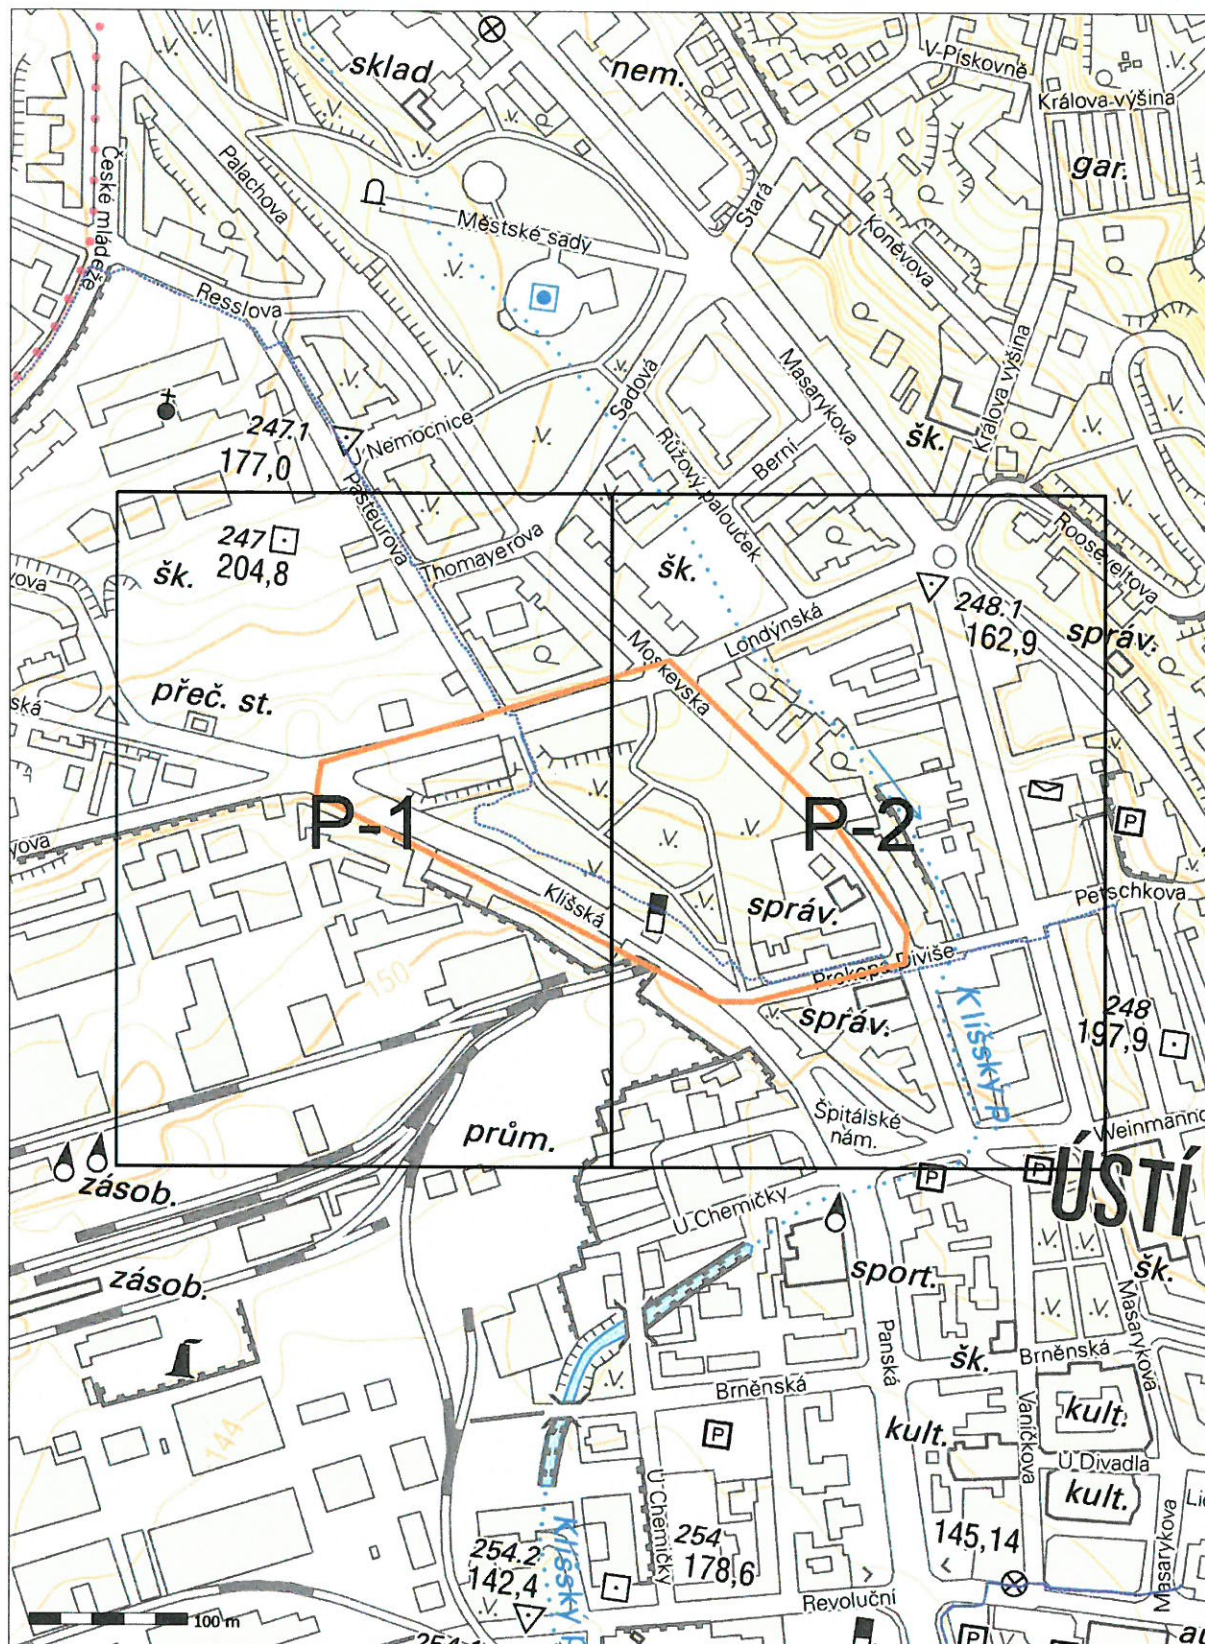 sklad
nem.
V Pískovně
Králova výšina
gar.
České mládeže
Palachova
Stará
Městské sady
Koněvova
Resslova
Králova výšina
Masarykova
Sadová
šk.
U Nemocnice
247.1
177,0
Růžový palouček
Berní
Pasteurova
247
204,8
šk.
Thomayerova
šk.
Rooseveltova
Londýnská
248.1
162,9
správ.
Moskevská
přeč. st.
ská
P-1
P-2
P
Petschkova
Klíšská
správ.
Prokopa Diviše
150
správ.
Klíšský P
248
197,9
Špitálské
nám.
prům.
Weinmanno
zásob.
P
P
ÚSTÍ
U Chemičky
zásob.
sport.
šk.
Masarykova
Panská
šk.
Brněnská
Brněnská
Vaníčkova
kult.
P
kult.
144
U Divadla
kult.
Lid
U Chemičky
Masarykova
254
178,6
145,14
254.2
142,4
Klíšský P
Revoluční
100 m
P